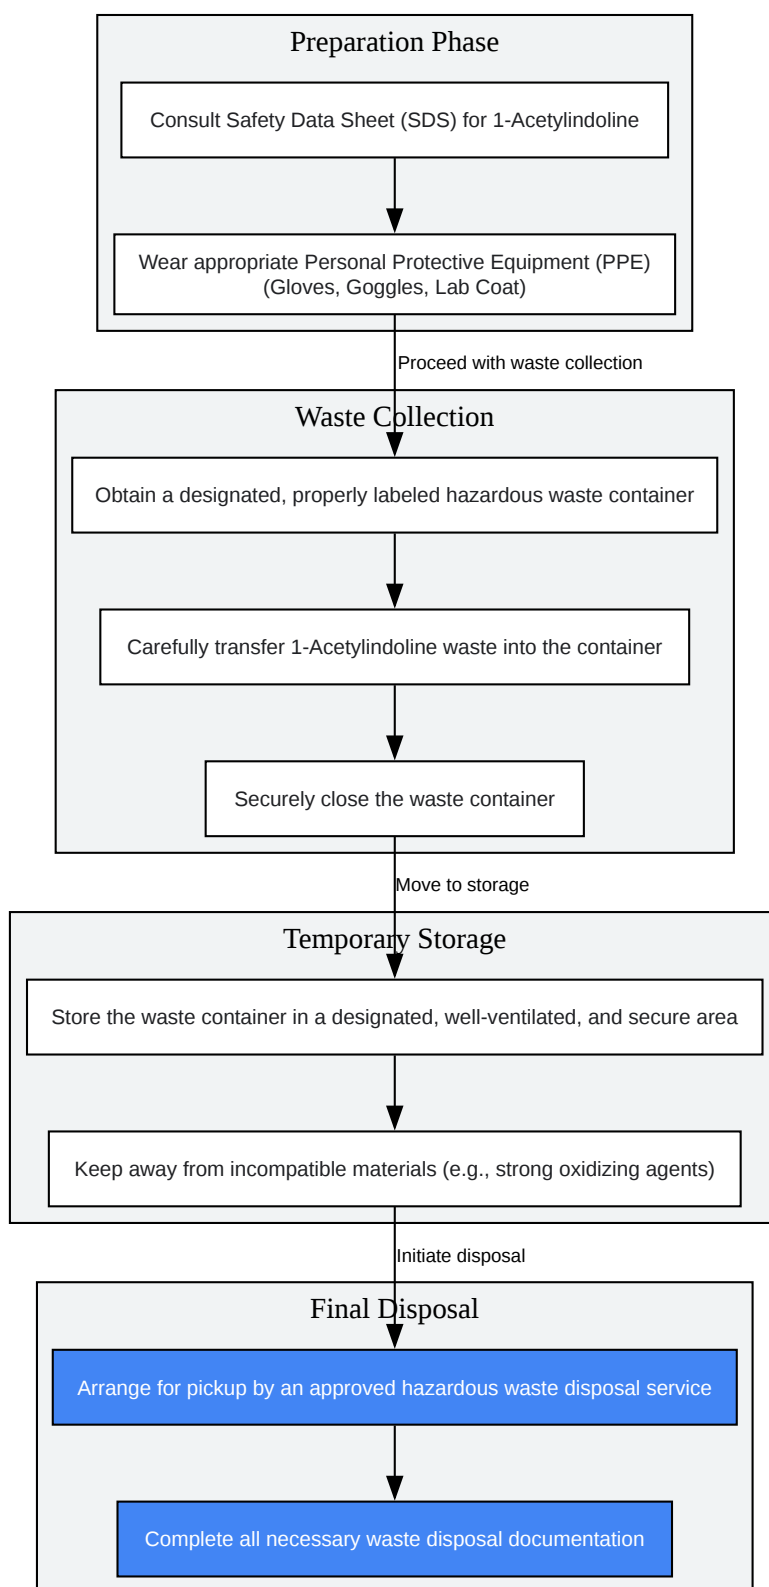 Preparation Phase
Consult Safety Data Sheet (SDS) for 1-Acetylindoline
Wear appropriate Personal Protective Equipment (PPE)
(Gloves, Goggles, Lab Coat)
Proceed with waste collection
Waste Collection
Obtain a designated, properly labeled hazardous waste container
Carefully transfer 1-Acetylindoline waste into the container
Securely close the waste container
Move to storage
Temporary Storage
Store the waste container in a designated, well-ventilated, and secure area
Keep away from incompatible materials (e.g., strong oxidizing agents)
Initiate disposal
Final Disposal
Arrange for pickup by an approved hazardous waste disposal service
Complete all necessary waste disposal documentation